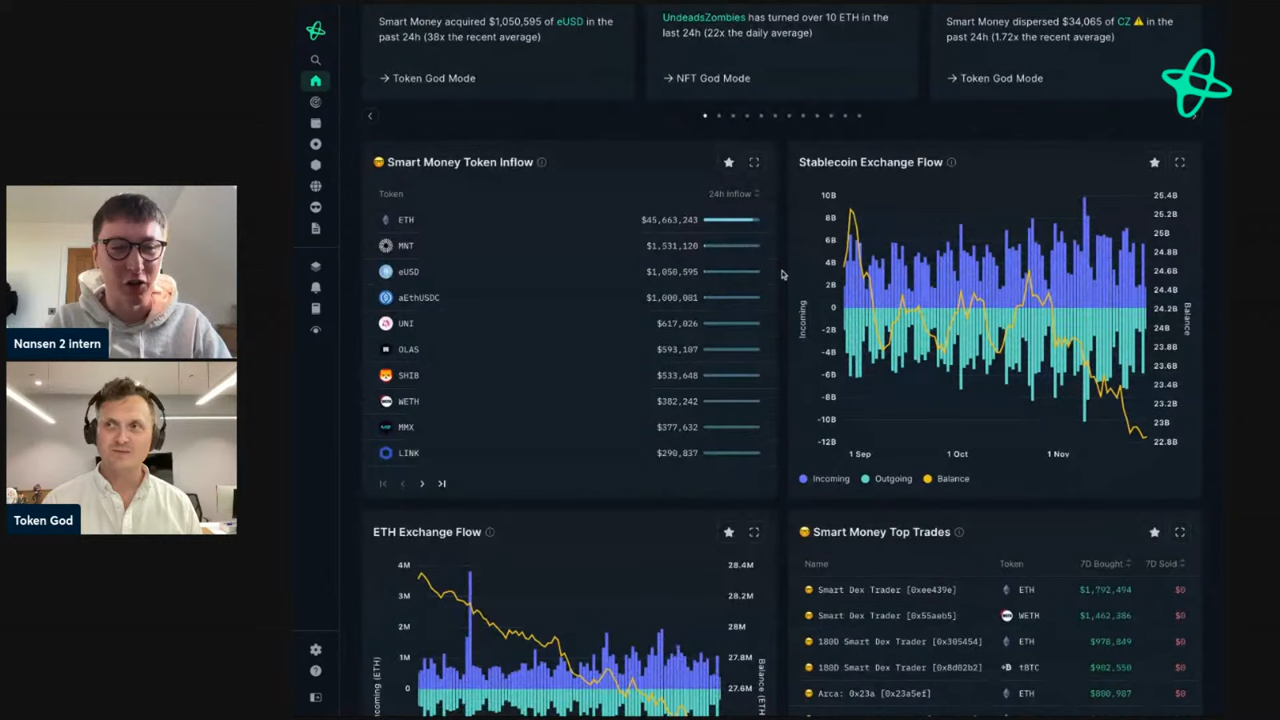 Smart Money acquired $1,050,595 of eUSD in the
past 24h (38x the recent average)
→ Token God Mode
UndeadsZombies has turned over 10 ETH in the
last 24h (22x the daily average)
→ NFT God Mode
Smart Money dispersed $34,065 of CZ ⚠ in the
past 24h (1.72x the recent average)
→ Token God Mode
Smart Money Token Inflow
Token 24h Inflow
ETH $45,663,243
MNT $1,531,120
eUSD $1,050,595
aEthUSDC $1,000,081
UNI $617,026
OLAS $593,107
SHIB $533,648
WETH $382,242
MMX $377,632
LINK $290,837
Stablecoin Exchange Flow
10B
8B
6B
4B
2B
0
-2B
-4B
-6B
-8B
-10B
-12B
Incoming
25.4B
25.2B
25B
24.8B
24.6B
24.4B
24.2B
24B
23.8B
23.6B
23.4B
23.2B
23B
22.8B
Balance
1 Sep 1 Oct 1 Nov
Incoming Outgoing Balance
Nansen 2 Intern
Token God
ETH Exchange Flow
4M
3M
2M
1M
0
Incoming (ETH)
28.4M
28.2M
28M
27.8M
27.6M
Balance (ETH
Smart Money Top Trades
Name Token 7D Bought 7D Sold
Smart Dex Trader [0xee439e] ETH $1,792,494 $0
Smart Dex Trader [0x55aeb5] WETH $1,462,386 $0
180D Smart Dex Trader [0x305454] ETH $978,849 $0
180D Smart Dex Trader [0x8d02b2] tBTC $902,550 $0
Arca: 0x23a [0x23a5ef] ETH $880,987 $0